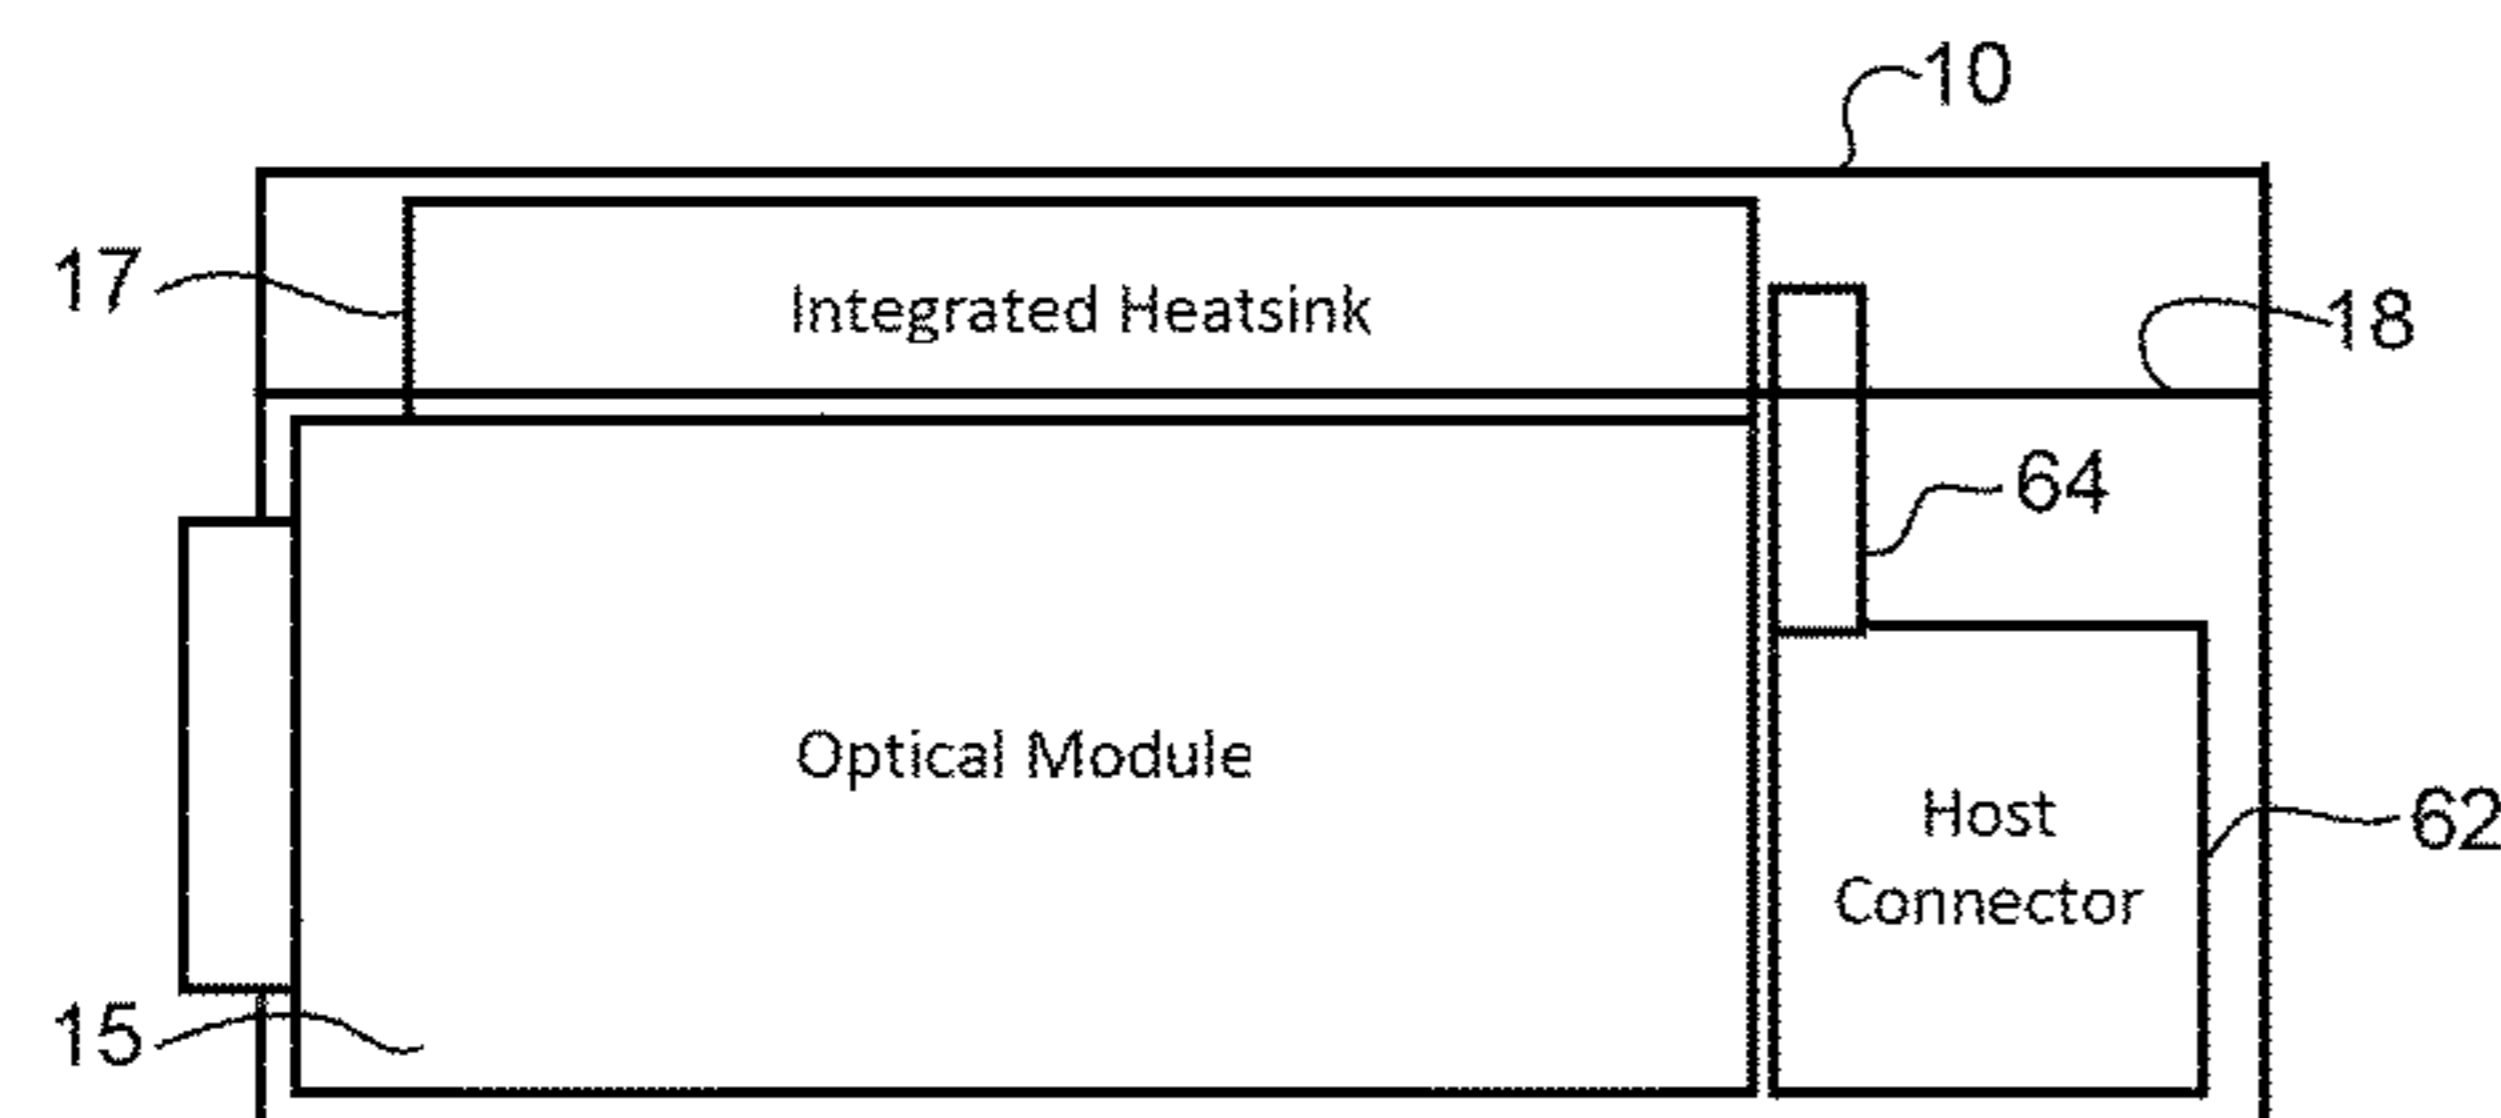 10
17
Integrated Heatsink
18
64
Optical Module
Host
Connector
62
15